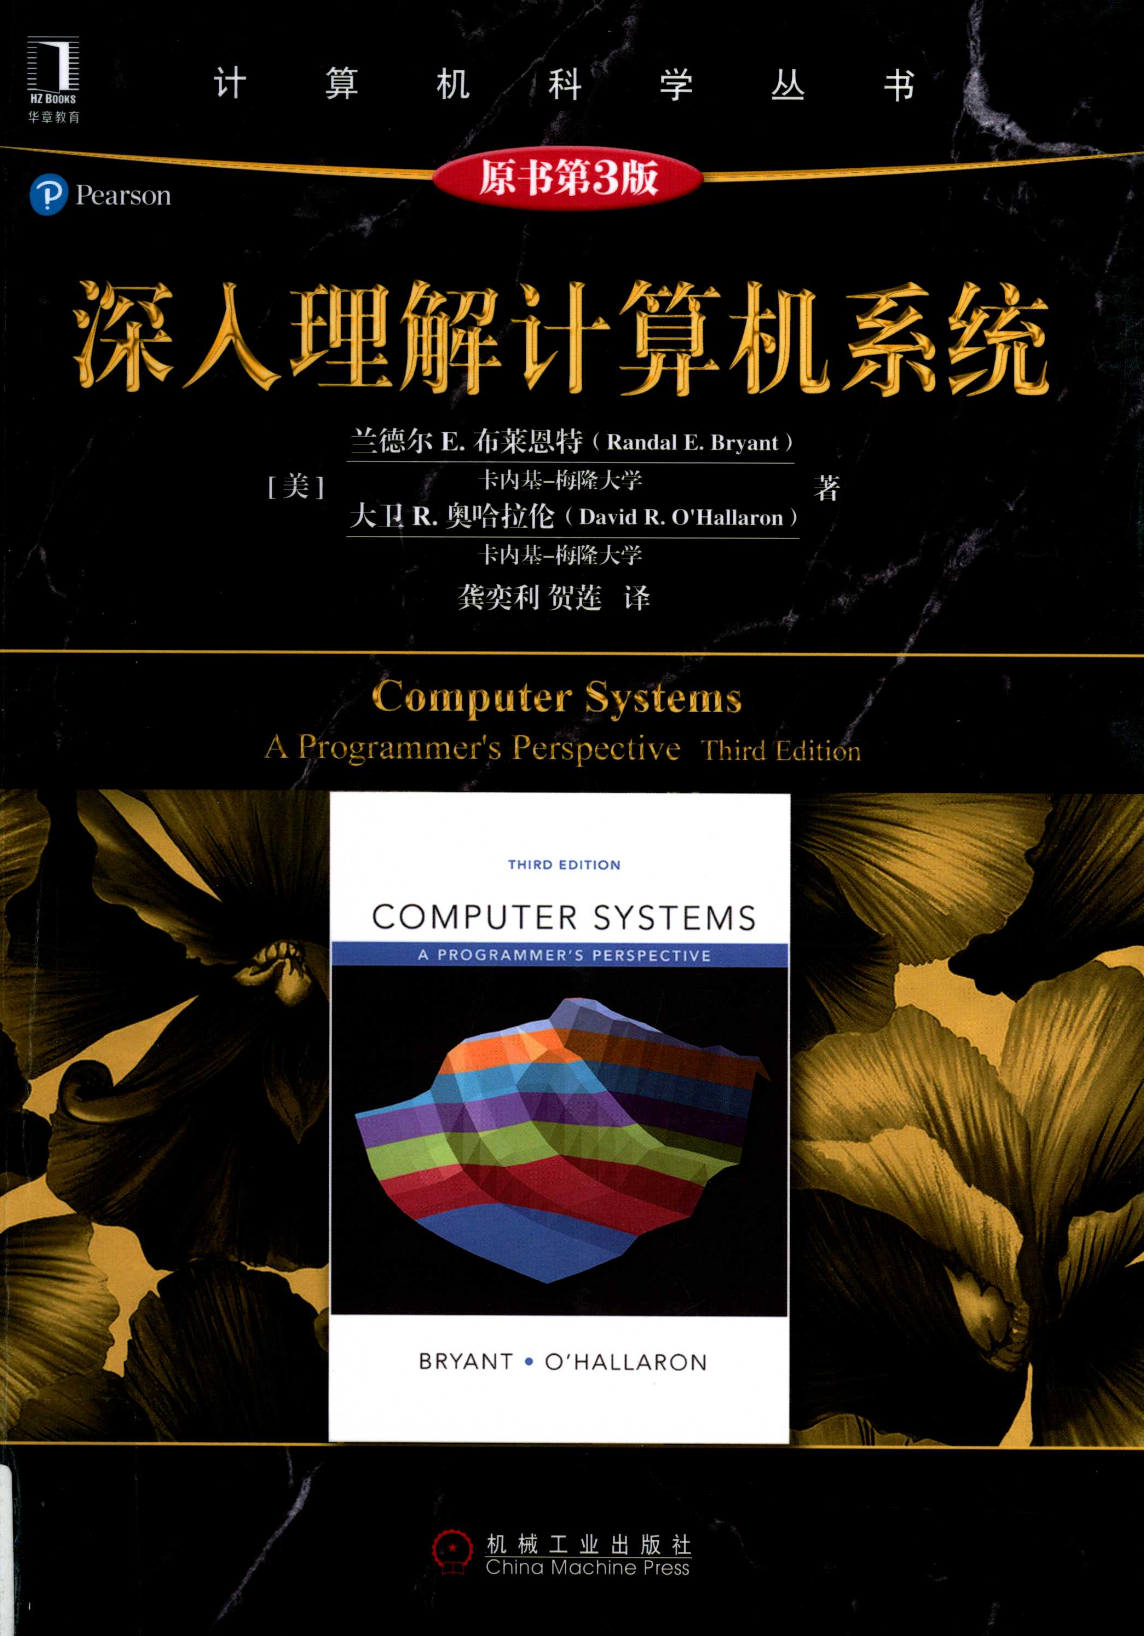 计算机科学丛书
HZ BOOKS
华章教育
原书第3版
Pearson
深入理解计算机系统
兰德尔 E. 布莱恩特（Randal E. Bryant）
卡内基-梅隆大学
[美]
著
大卫 R. 奥哈拉伦（David R. O'Hallaron）
卡内基-梅隆大学
龚奕利 贺莲 译
Computer Systems
A Programmer's Perspective Third Edition
THIRD EDITION
COMPUTER SYSTEMS
A PROGRAMMER'S PERSPECTIVE
BRYANT • O'HALLARON
机械工业出版社
China Machine Press